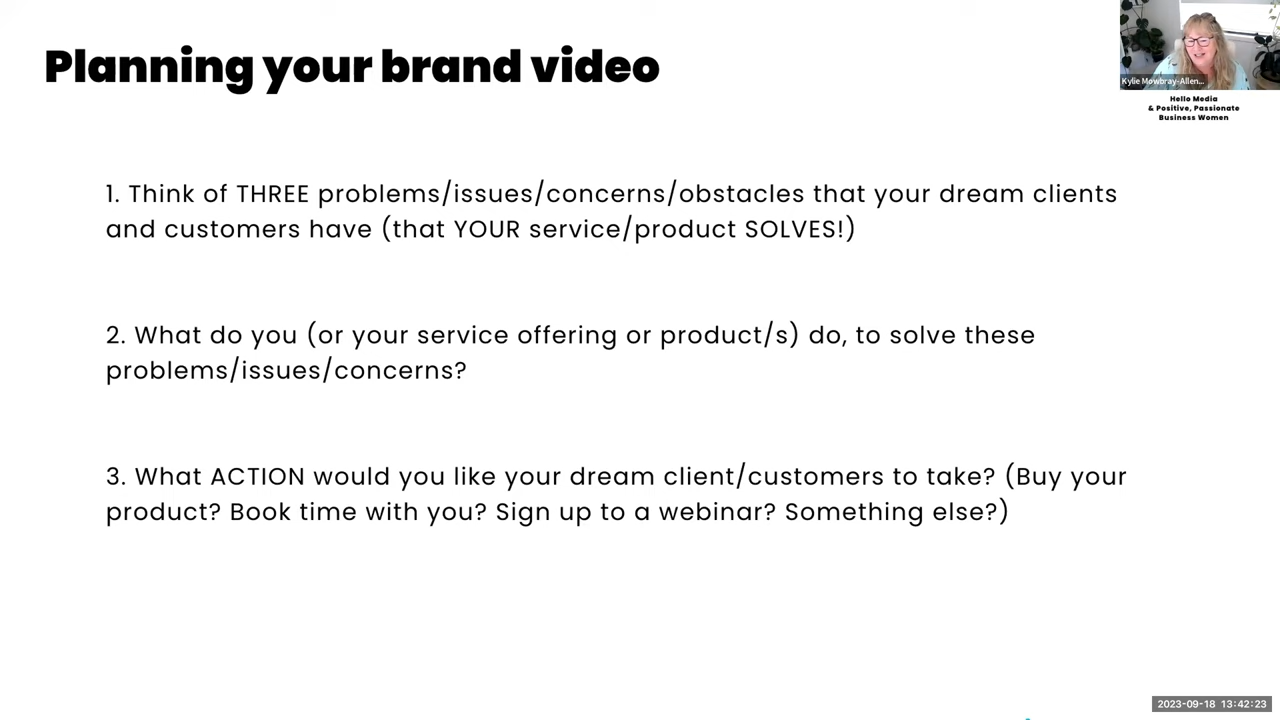 Planning your brand video
Kylie Mowbray-Allen...
Hello Media
& Positive, Passionate
Business Women
1. Think of THREE problems/issues/concerns/obstacles that your dream clients
and customers have (that YOUR service/product SOLVES!)
2. What do you (or your service offering or product/s) do, to solve these
problems/issues/concerns?
3. What ACTION would you like your dream client/customers to take? (Buy your
product? Book time with you? Sign up to a webinar? Something else?)
2023-09-18 13:42:23